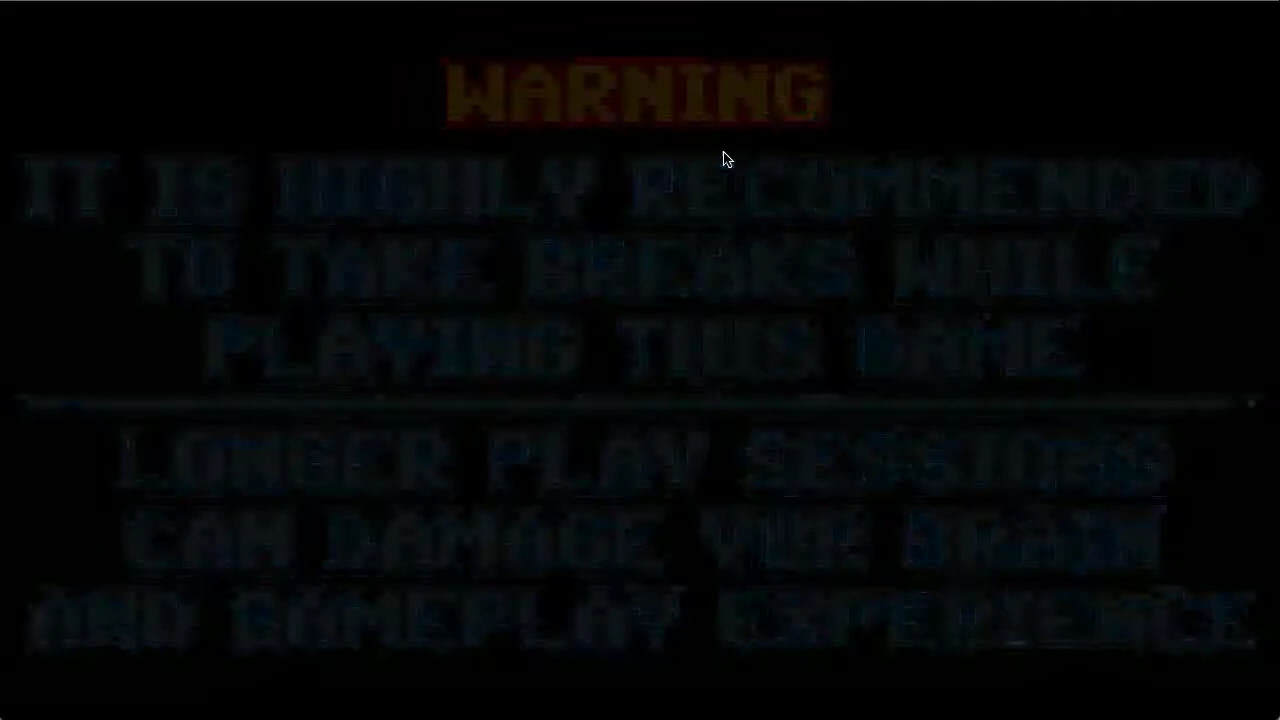 WARNING
IT IS HIGHLY RECOMMENDED
TO TAKE BREAKS WHILE
PLAYING THIS GAME
LONGER PLAY SESSIONS
CAN DAMAGE YOUR BRAIN
AND GAMEPLAY EXPERIENCE